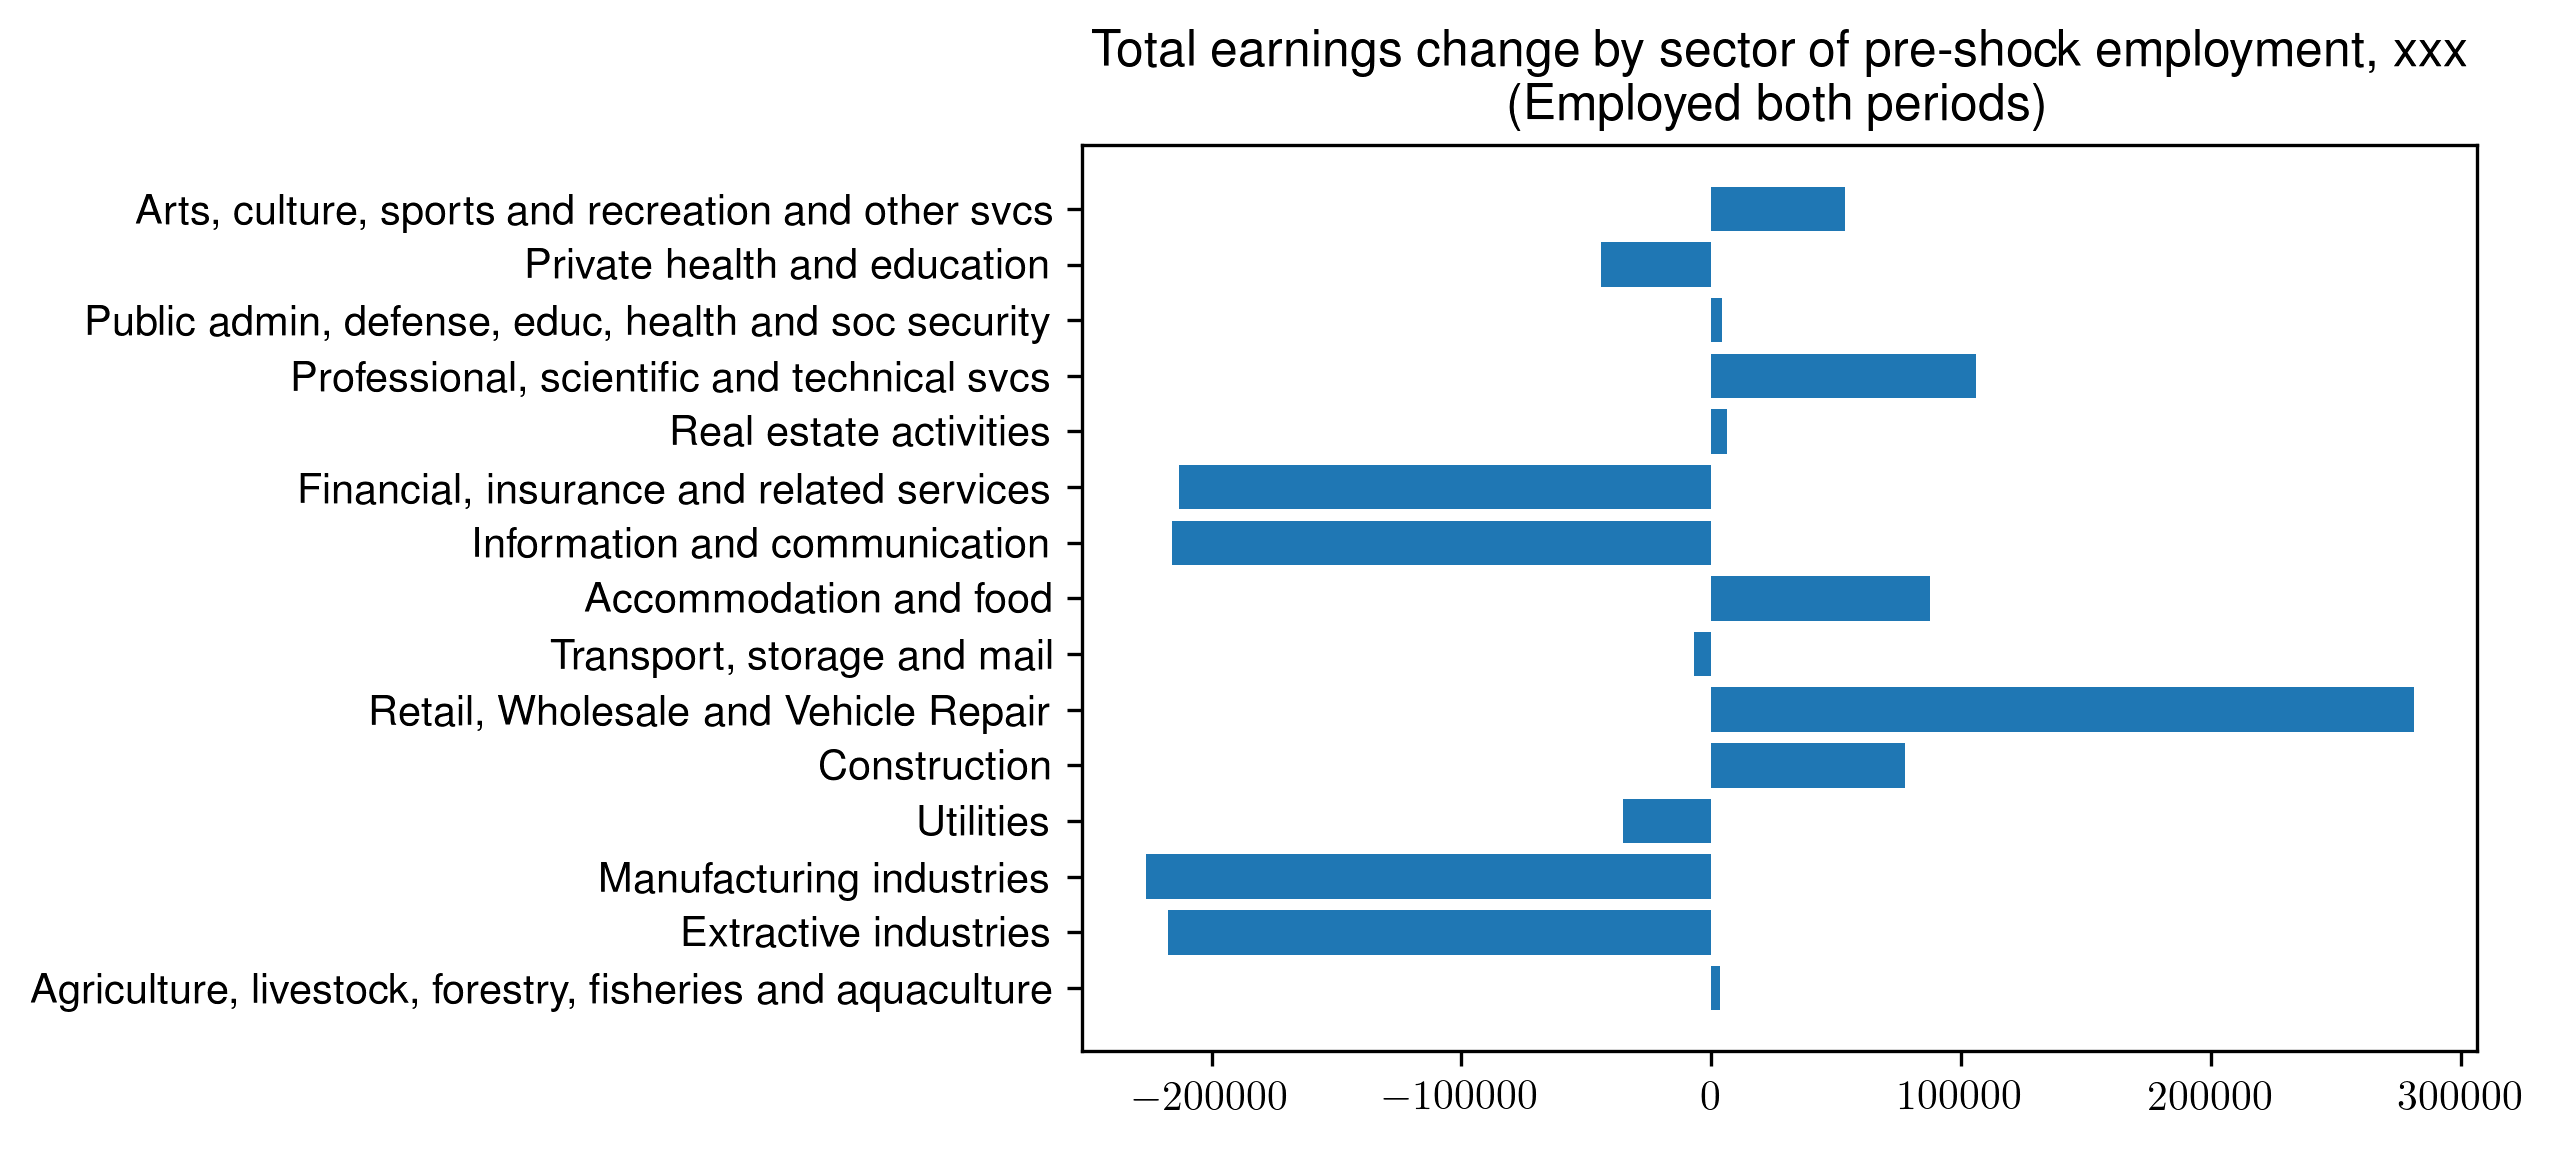 Total earnings change by sector of pre-shock employment, xxx
(Employed both periods)
Arts, culture, sports and recreation and other svcs
Private health and education
Public admin, defense, educ, health and soc security
Professional, scientific and technical svcs
Real estate activities
Financial, insurance and related services
Information and communication
Accommodation and food
Transport, storage and mail
Retail, Wholesale and Vehicle Repair
Construction
Utilities
Manufacturing industries
Extractive industries
Agriculture, livestock, forestry, fisheries and aquaculture
−200000 −100000 0 100000 200000 300000